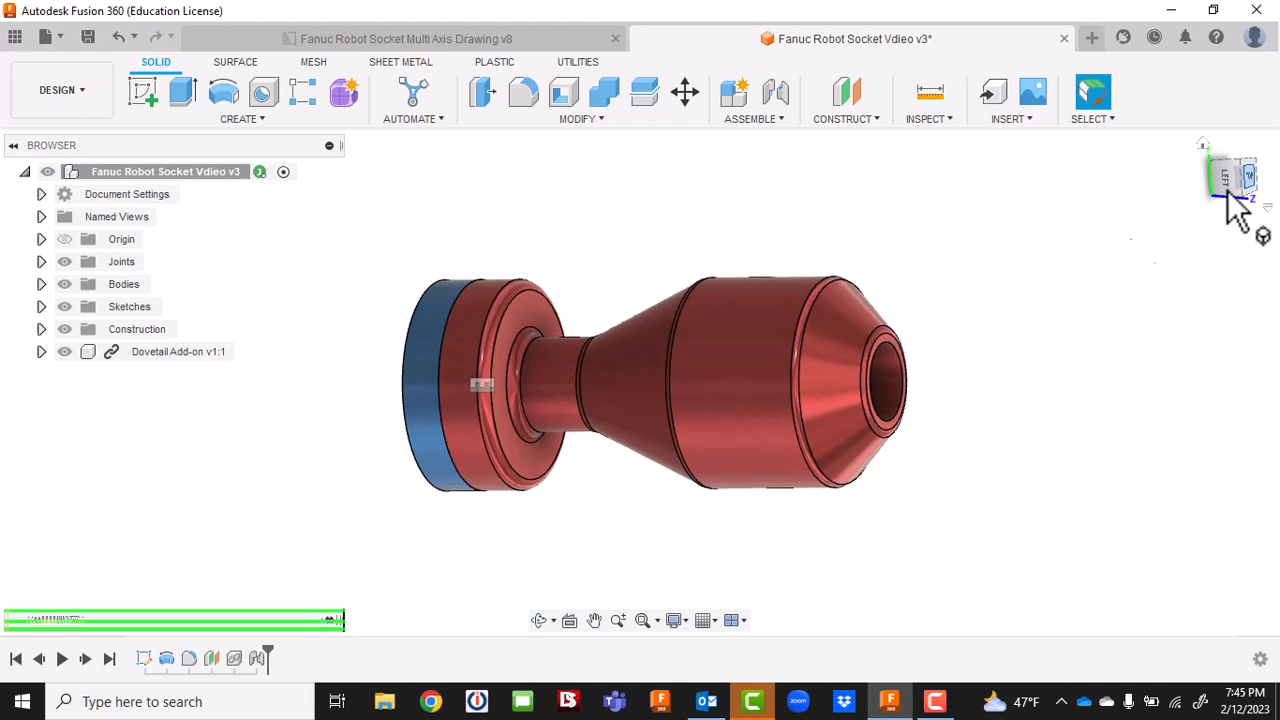 Autodesk Fusion 360 (Education License)
Fanuc Robot Socket Multi Axis Drawing v8
Fanuc Robot Socket Vdieo v3*
DESIGN
SOLID
SURFACE
MESH
SHEET METAL
PLASTIC
UTILITIES
CREATE
AUTOMATE
MODIFY
ASSEMBLE
CONSTRUCT
INSPECT
INSERT
SELECT
BROWSER
Fanuc Robot Socket Vdieo v3
Document Settings
Named Views
Origin
Joints
Bodies
Sketches
Construction
Dovetail Add-on v1:1
LEFT
Z
Type here to search
47°F
7:45 PM
2/12/2023